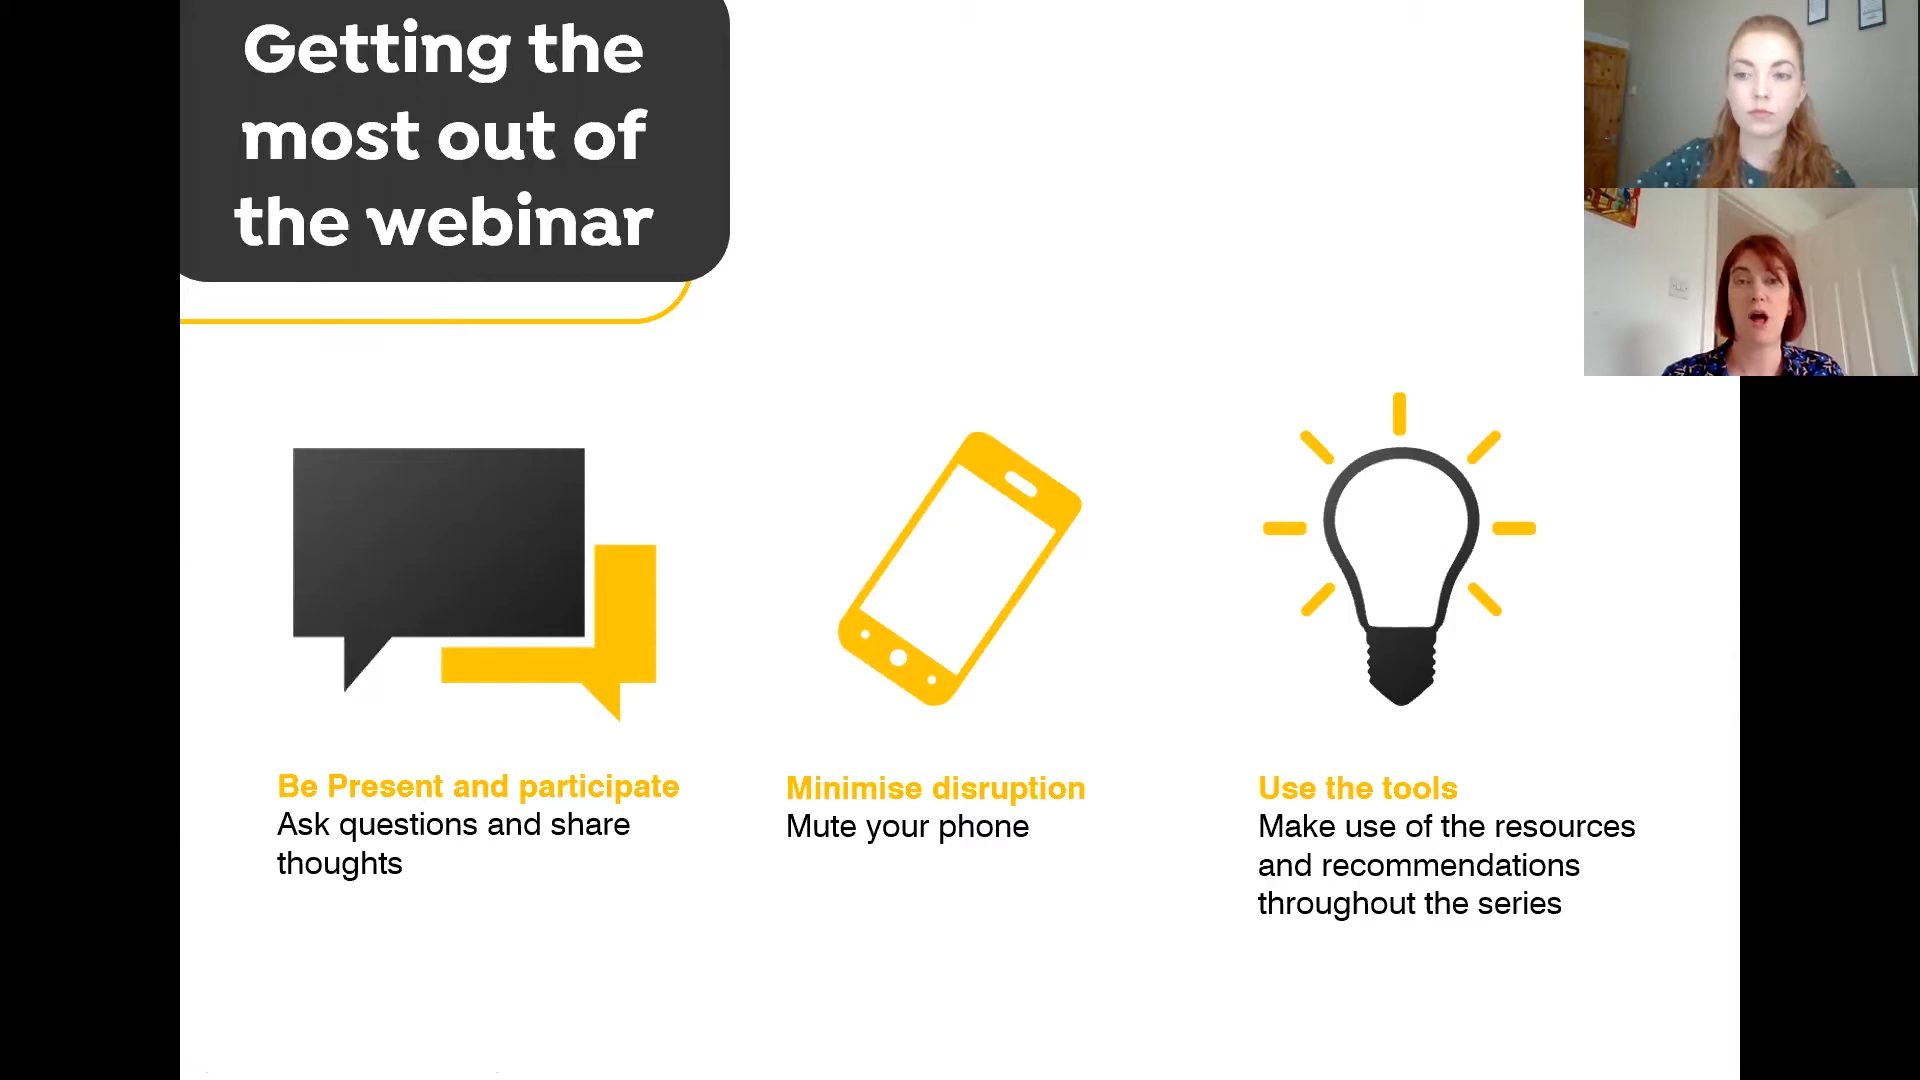 Getting the
most out of
the webinar
Be Present and participate
Ask questions and share
thoughts
Minimise disruption
Mute your phone
Use the tools
Make use of the resources
and recommendations
throughout the series